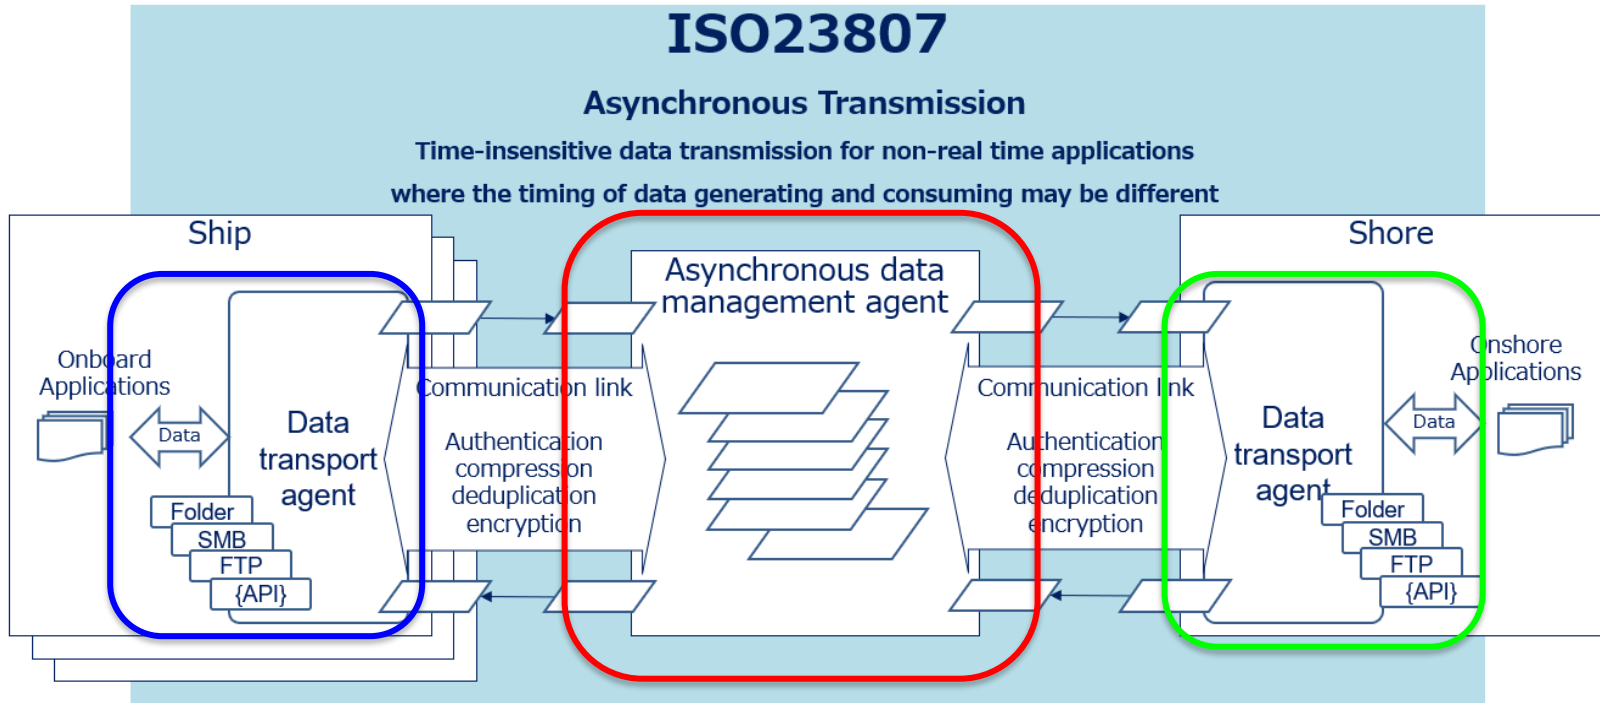 ISO23807
Asynchronous Transmission
Time-insensitive data transmission for non-real time applications
where the timing of data generating and consuming may be different
Ship
Onboard
Applications
Data
Data
transport
agent
Folder
SMB
FTP
{API}
Communication link
Authentication
compression
deduplication
encryption
Asynchronous data
management agent
Communication link
Authentication
compression
deduplication
encryption
Shore
Data
transport
agent
Folder
SMB
FTP
{API}
Data
Onshore
Applications